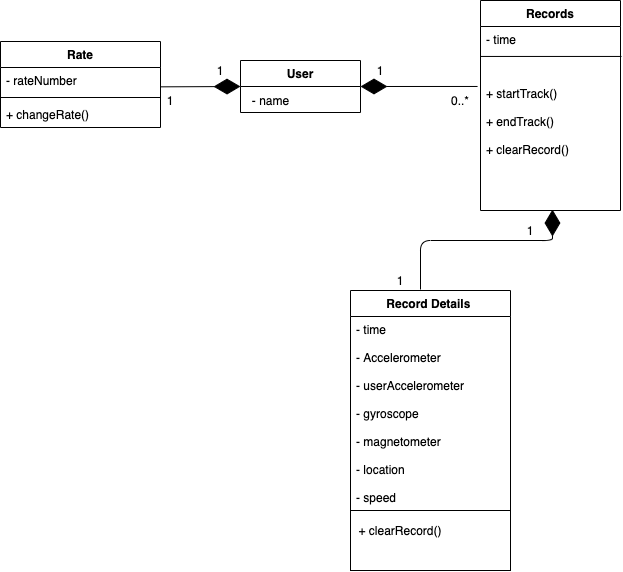 Rate
- rateNumber
+ changeRate()
1
1
User
- name
1
0..*
Records
- time
+ startTrack()
+ endTrack()
+ clearRecord()
1
1
Record Details
- time
- Accelerometer
- userAccelerometer
- gyroscope
- magnetometer
- location
- speed
+ clearRecord()